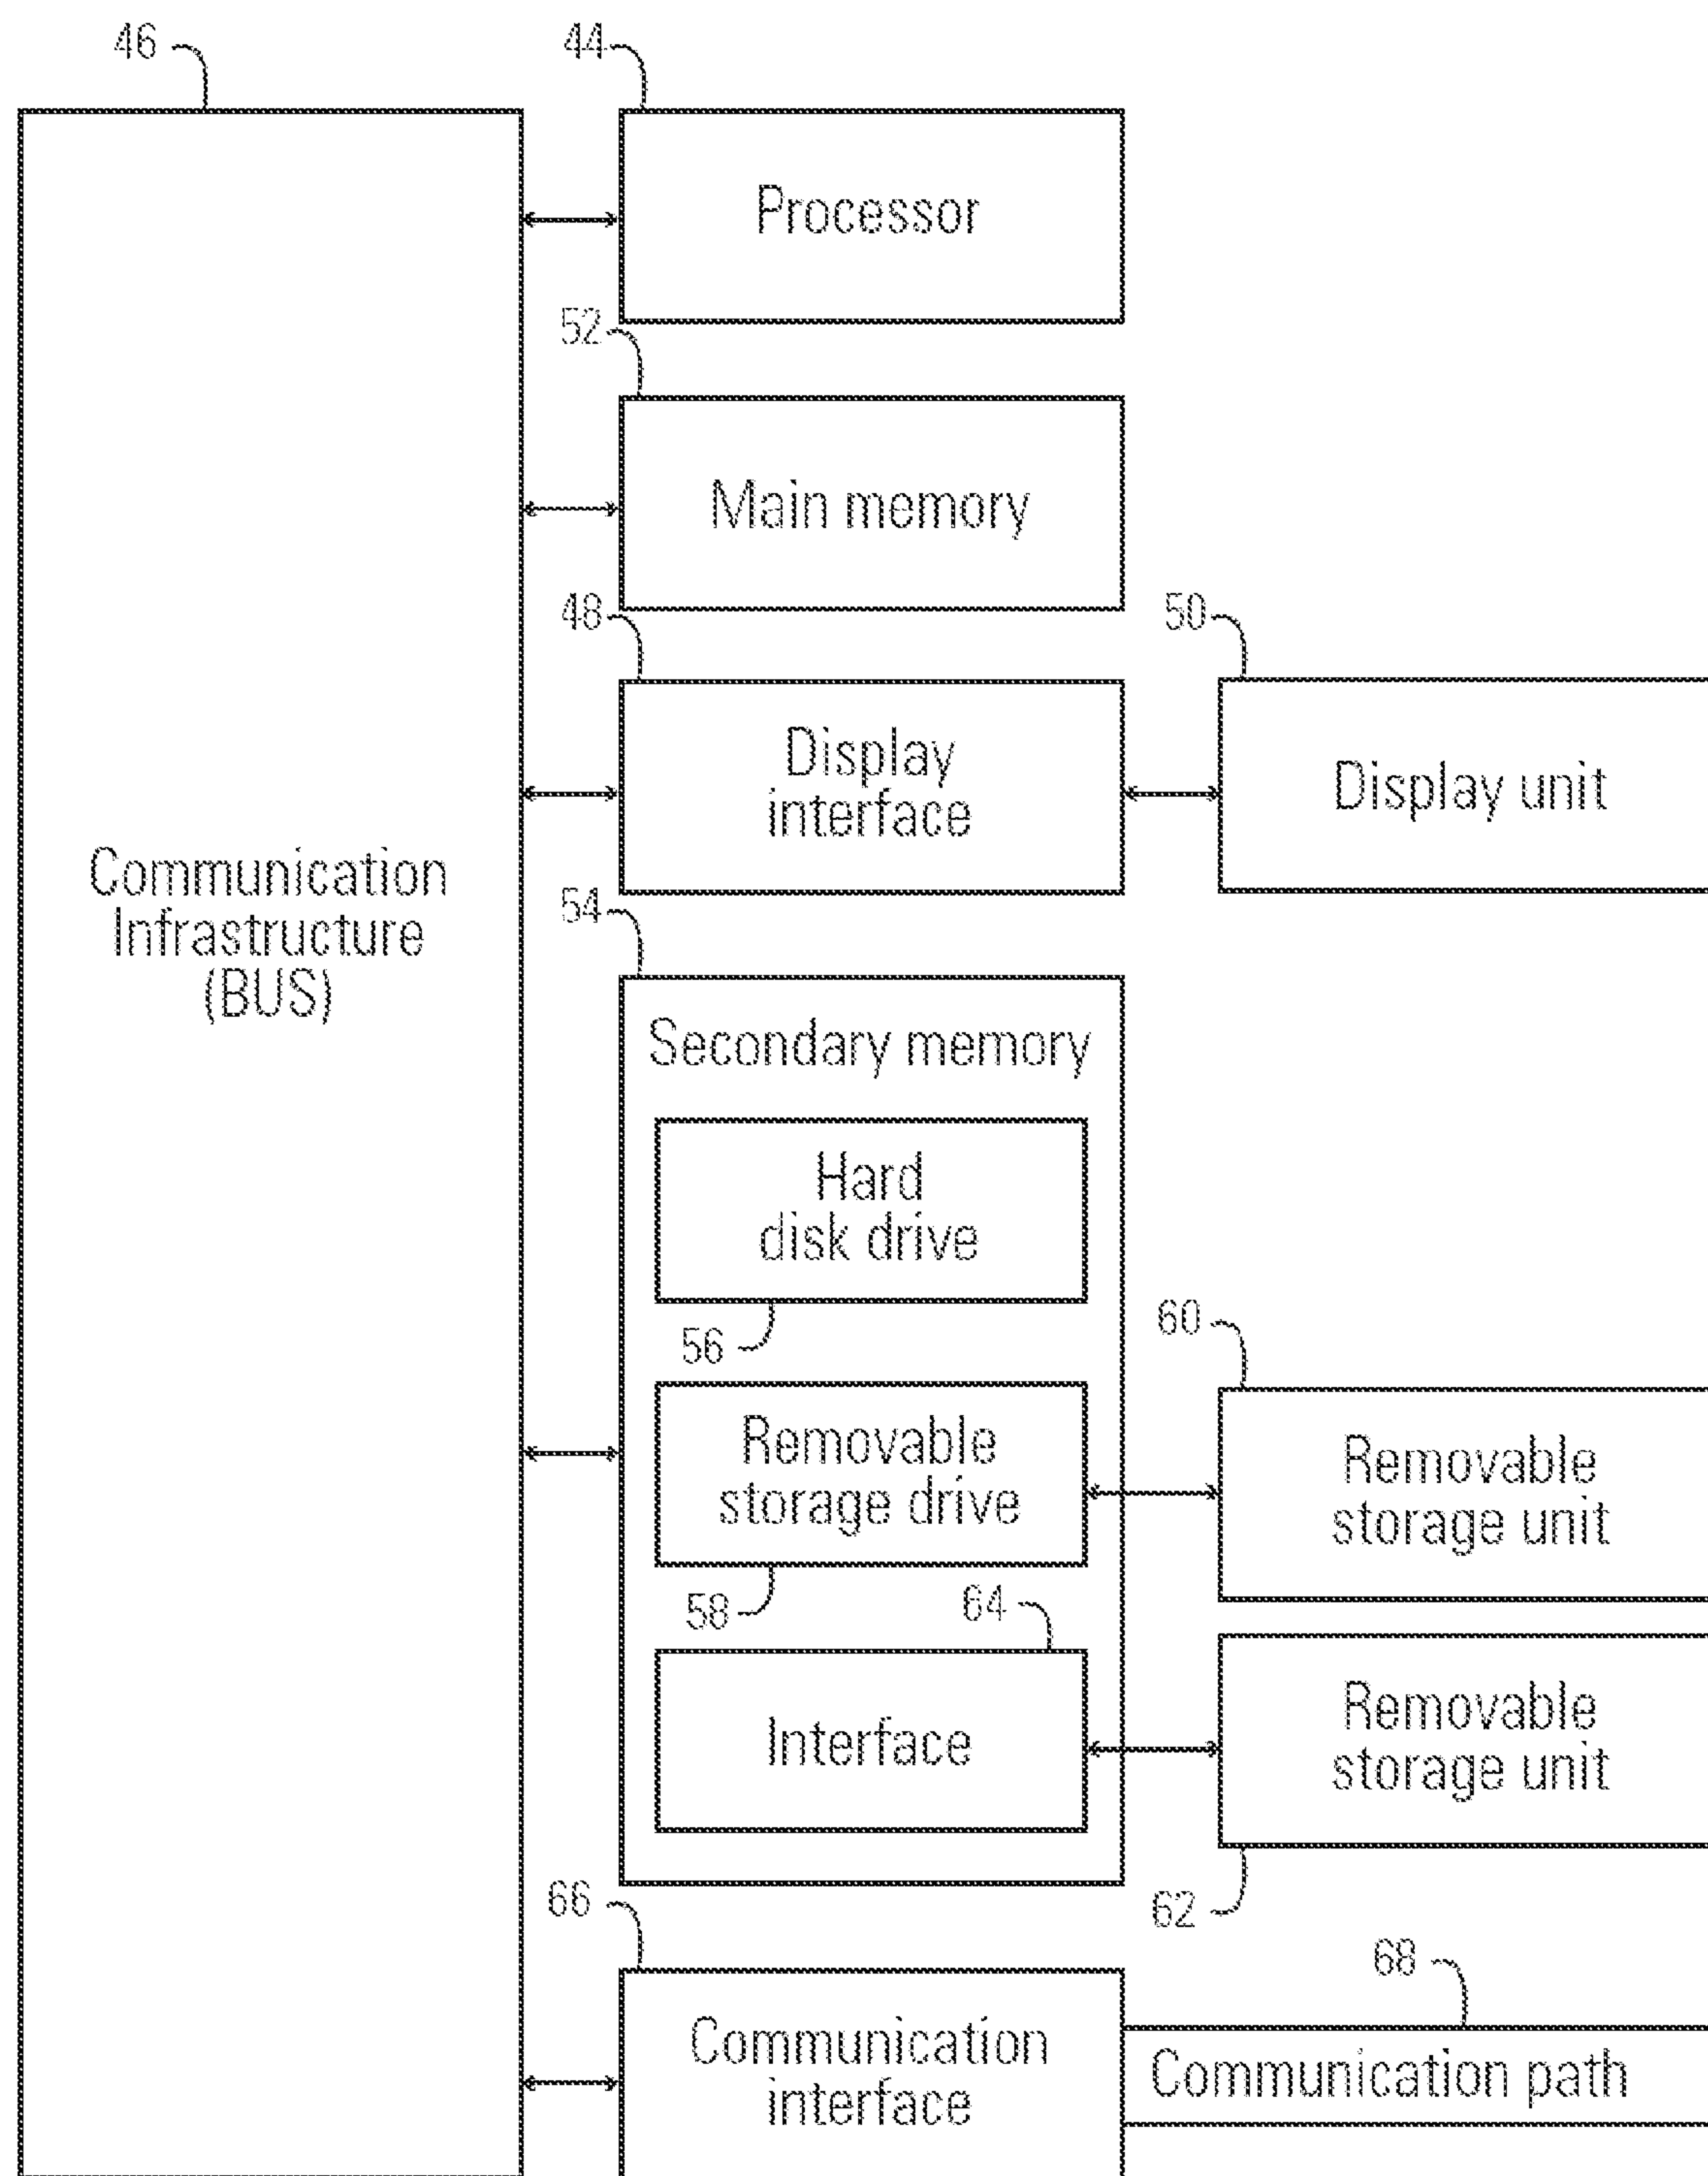 46
44
Processor
52
Main memory
48
50
Display
interface
Display unit
Communication
Infrastructure
(BUS)
54
Secondary memory
Hard
disk drive
56
60
Removable
storage drive
Removable
storage unit
58
64
Interface
Removable
storage unit
62
66
68
Communication
interface
Communication path